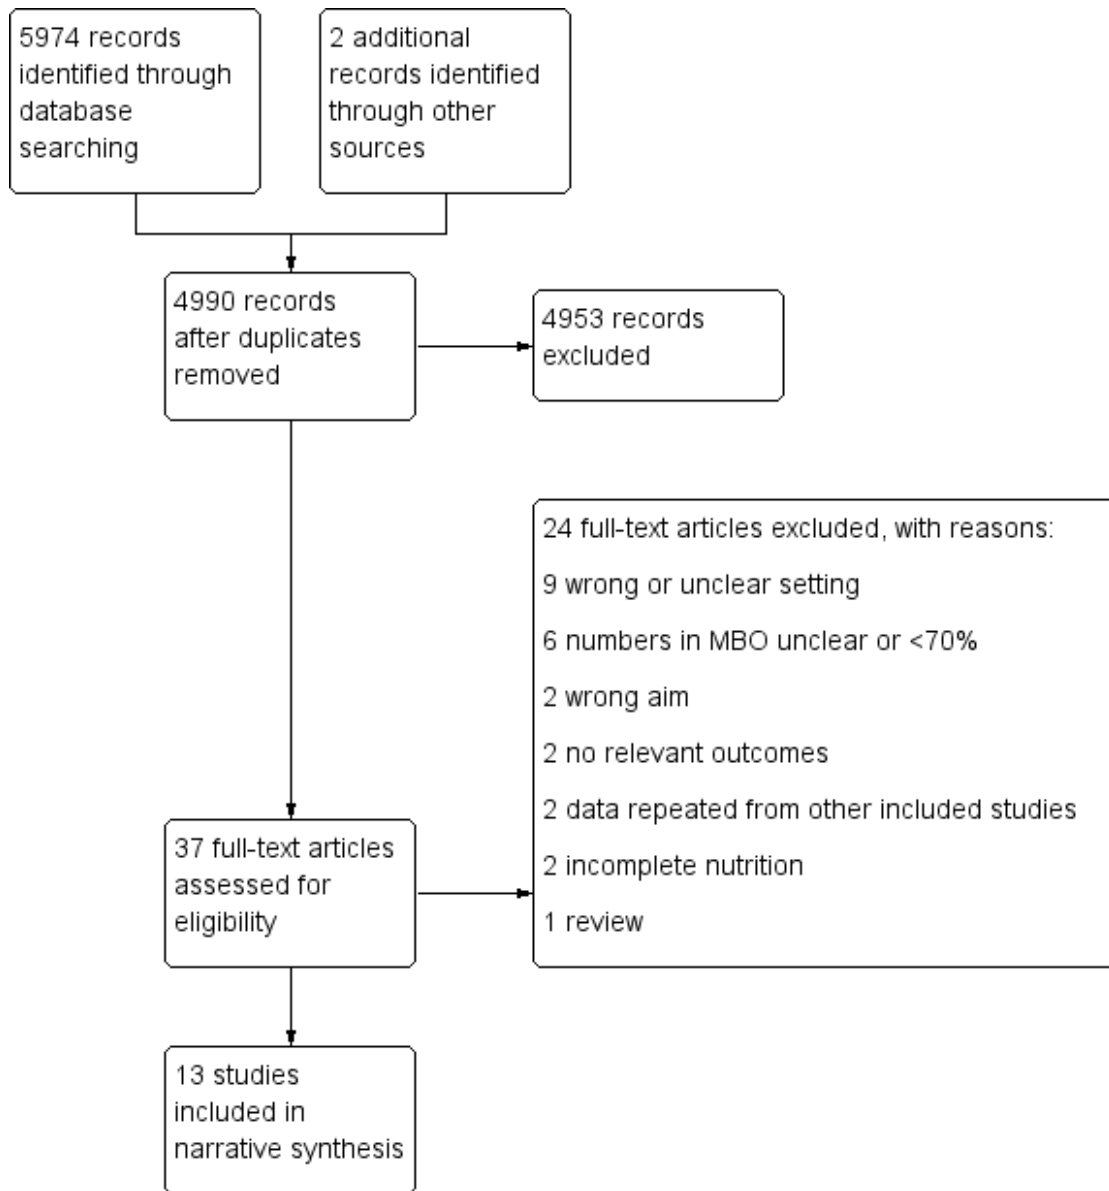 5974 records
identified through
database
searching
2 additional
records identified
through other
sources
4990 records
after duplicates
removed
4953 records
excluded
24 full-text articles excluded, with reasons:
9 wrong or unclear setting
6 numbers in MBO unclear or <70%
2 wrong aim
2 no relevant outcomes
2 data repeated from other included studies
2 incomplete nutrition
1 review
37 full-text articles
assessed for
eligibility
13 studies
included in
narrative synthesis